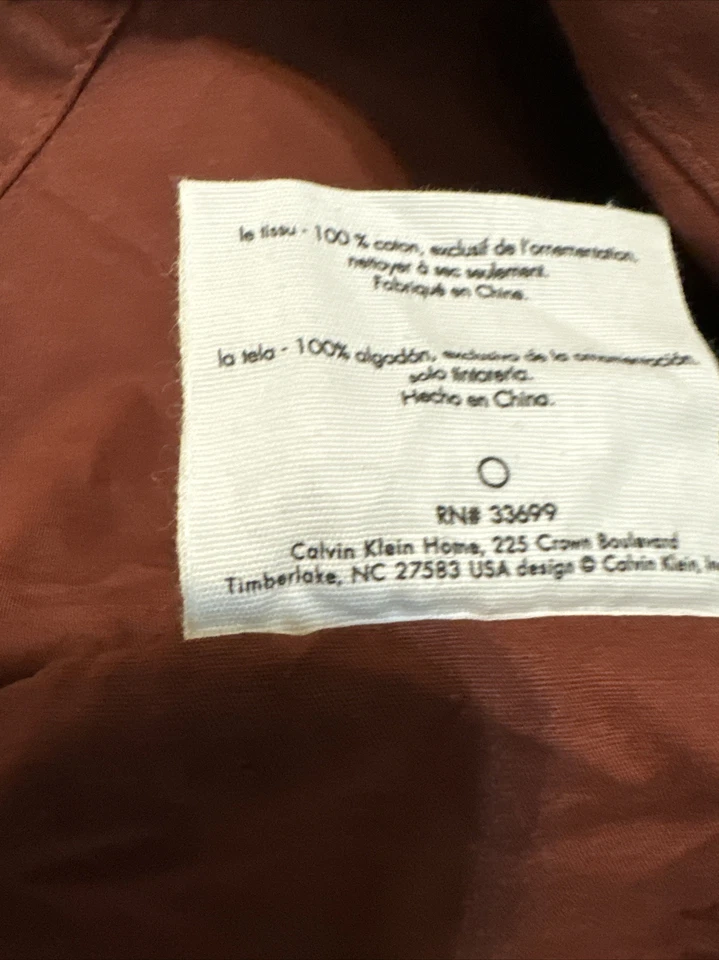 le tissu - 100 % coton, exclusif de l'ornementation.
nettoyer à sec seulement.
Fabriqué en Chine.
la tela - 100% algodón, exclusivo de la ornamentación.
solo tintorería.
Hecho en China.
RN# 33699
Calvin Klein Home, 225 Crown Boulevard
Timberlake, NC 27583 USA design © Calvin Klein, In